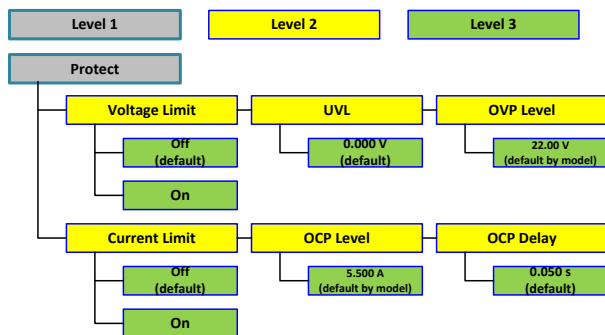 Level 1
Level 2
Level 3
Protect
Voltage Limit
UVL
OVP Level
Off
(default)
0.000 V
(default)
22.00 V
(default by model)
On
Current Limit
OCP Level
OCP Delay
Off
(default)
5.500 A
(default by model)
0.050 s
(default)
On